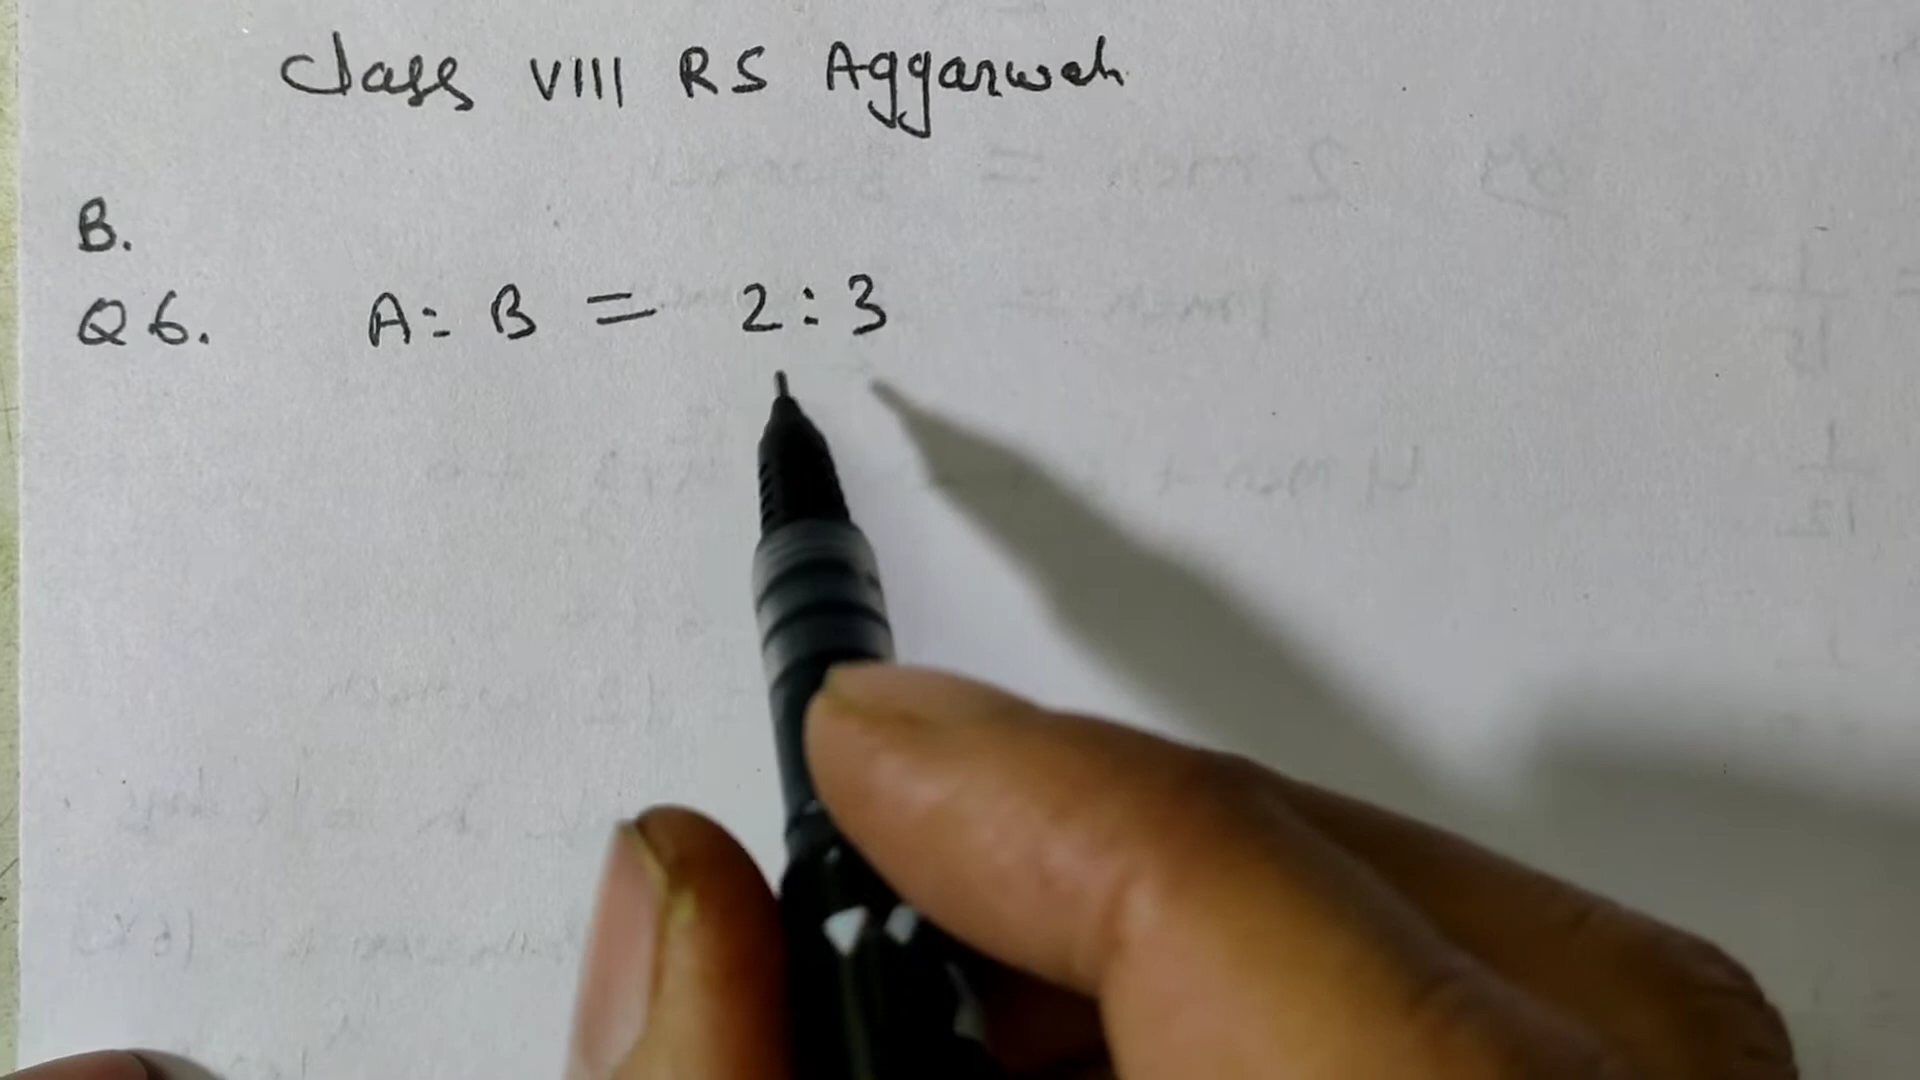 Class VIII RS Aggarwal
B.
Q6. A:B = 2:3